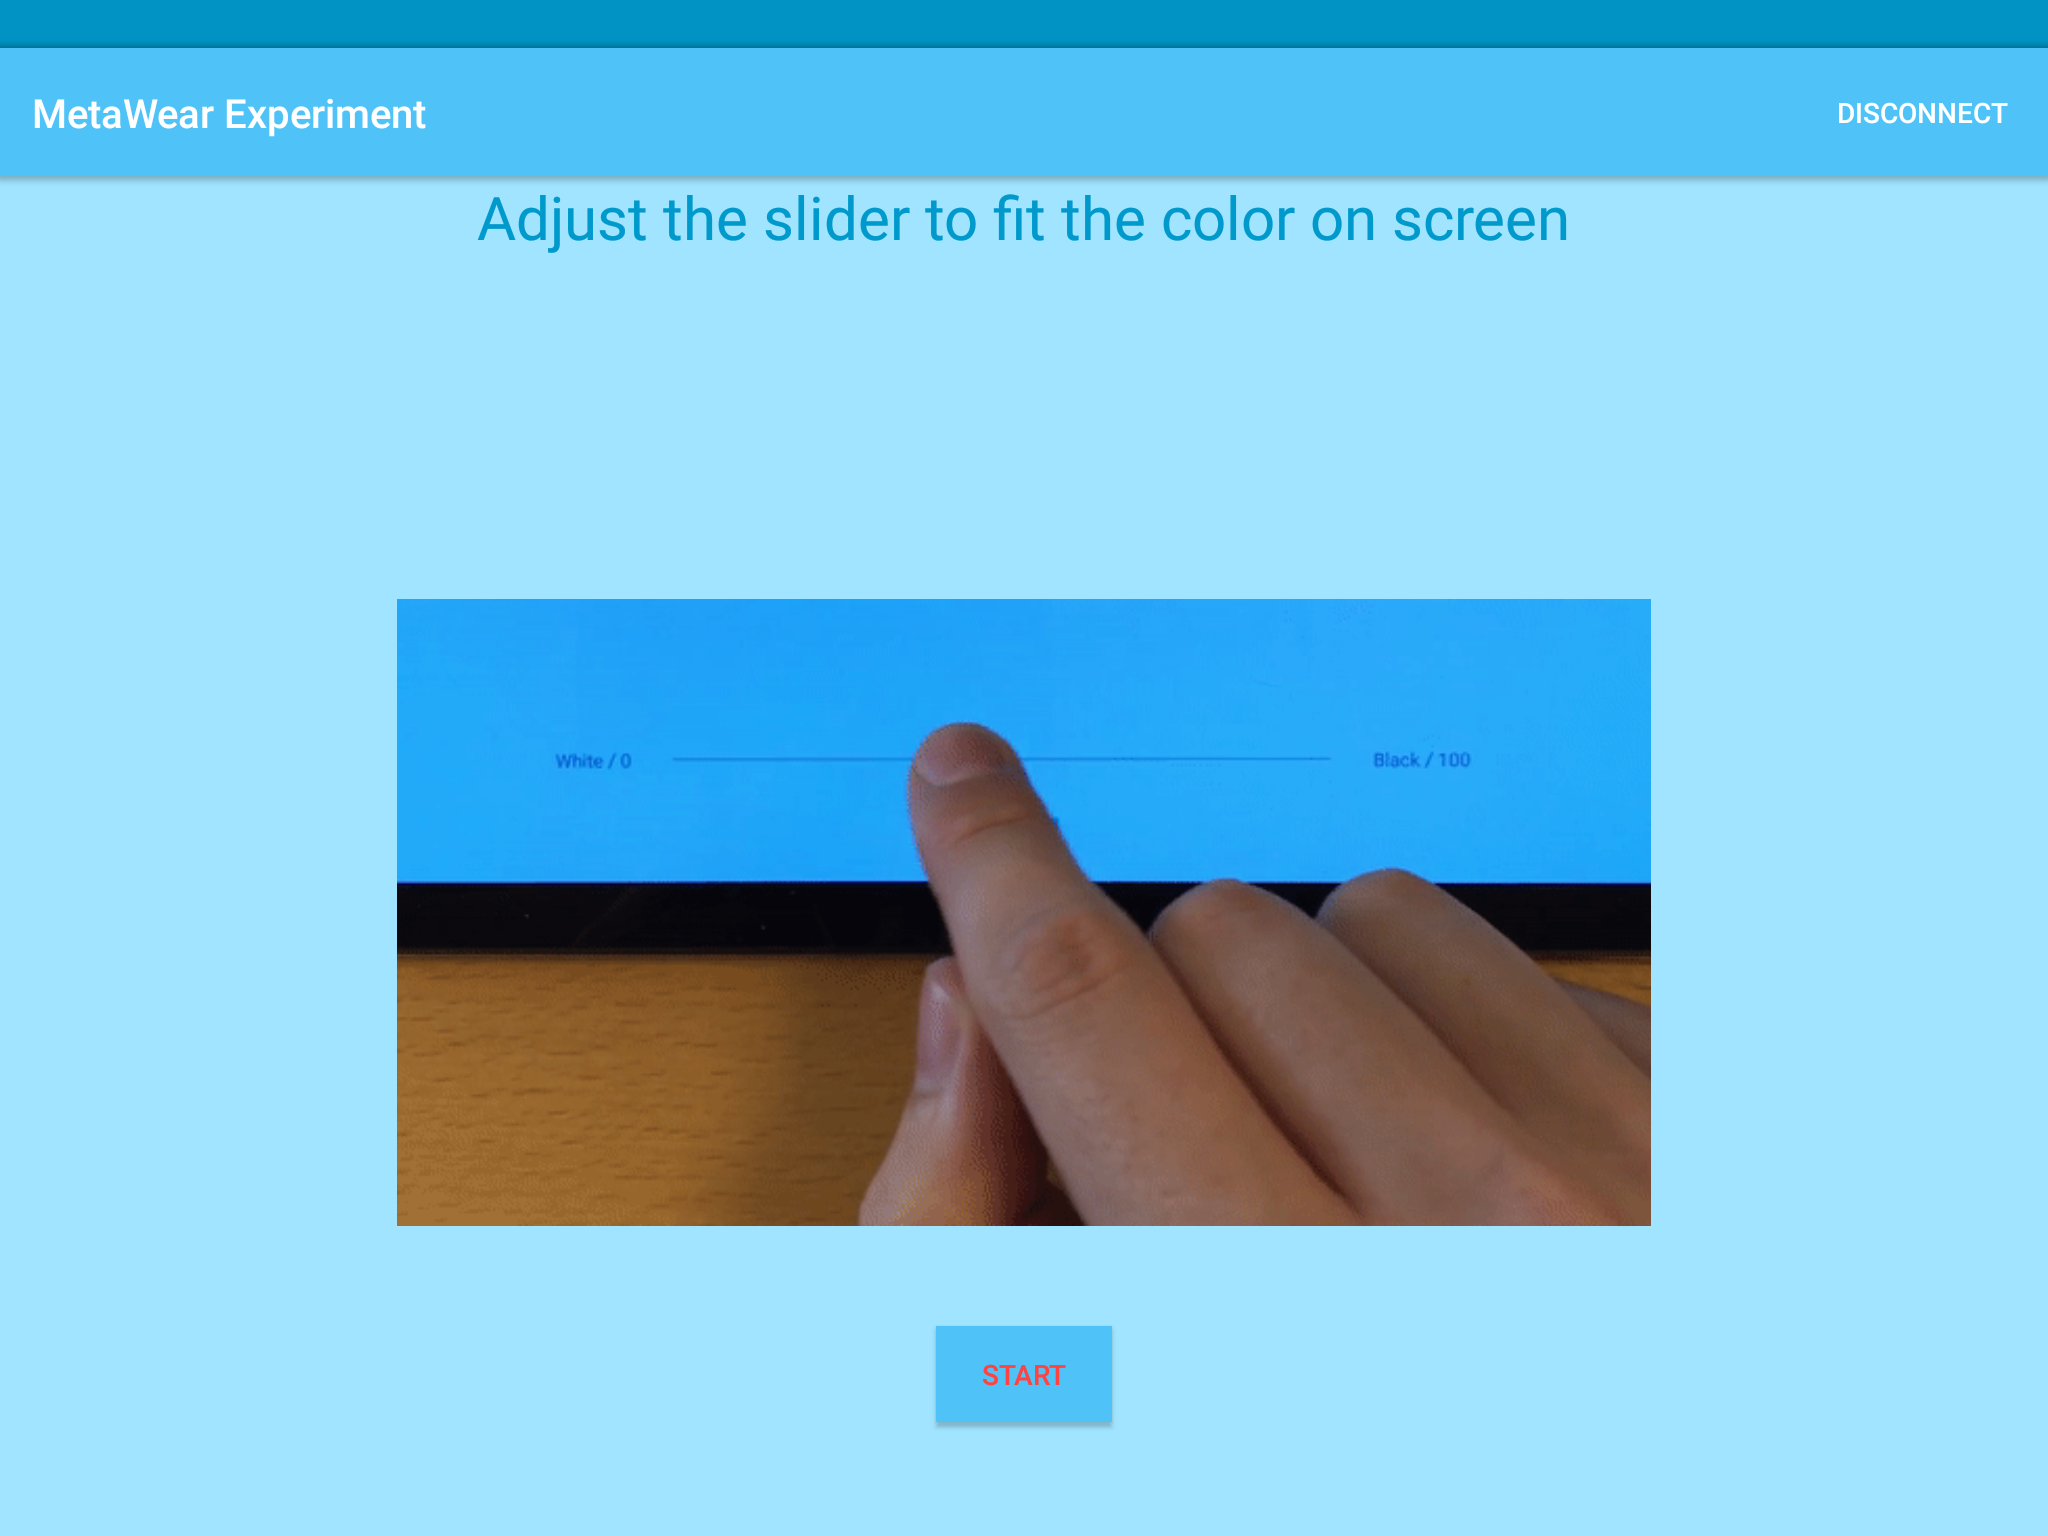 MetaWear Experiment
DISCONNECT
Adjust the slider to fit the color on screen
White / 0
Black / 100
START